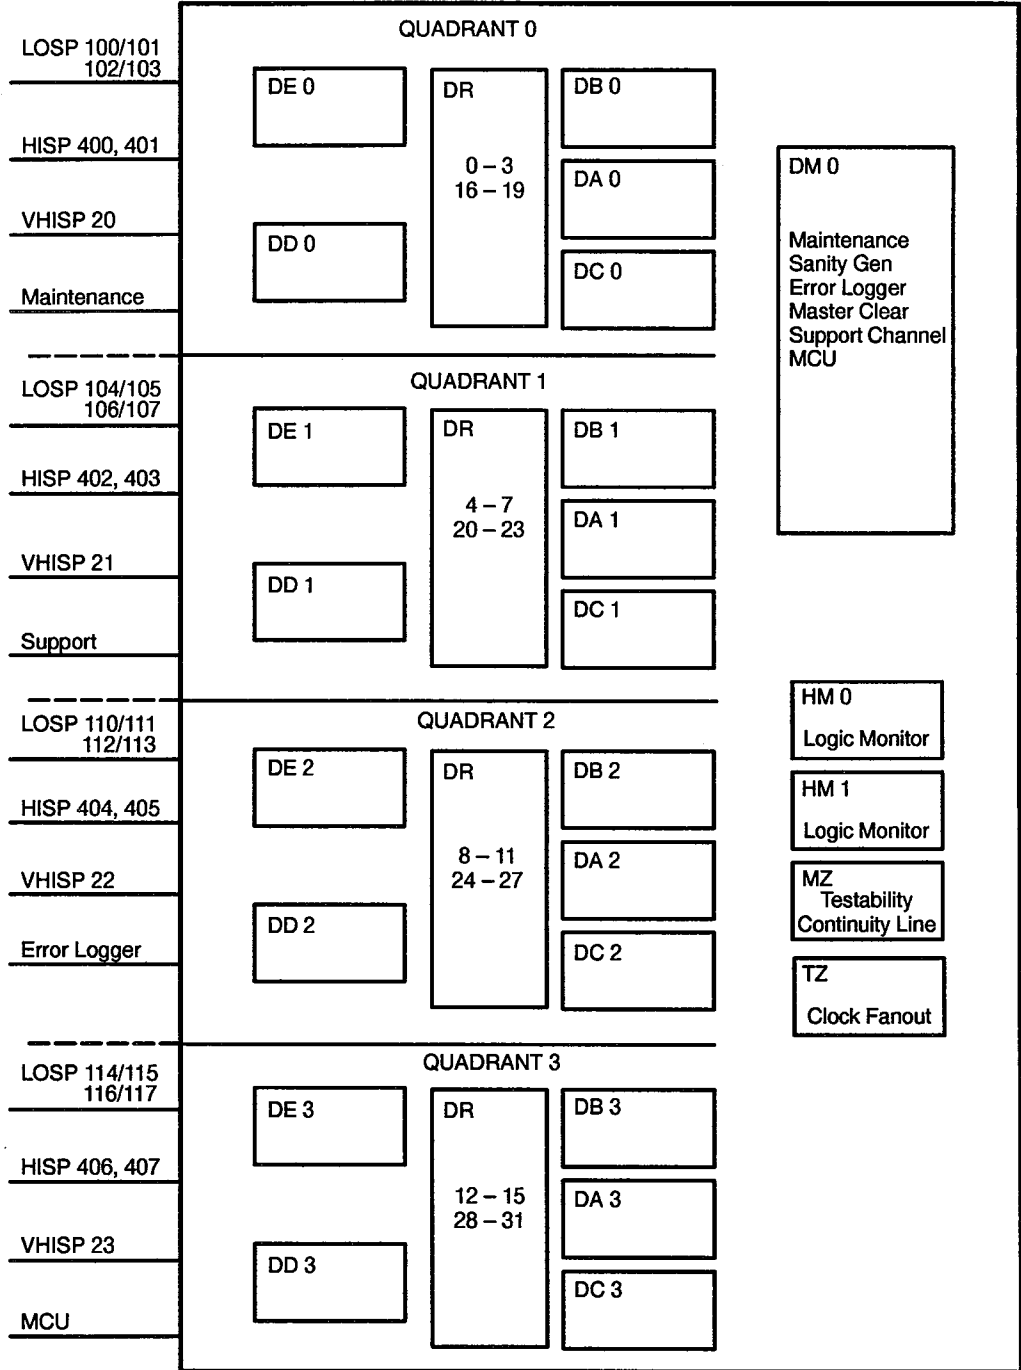 QUADRANT 0
LOSP 100/101
102/103
HISP 400, 401
VHISP 20
Maintenance
DE 0
DD 0
DR
0 – 3
16 – 19
DB 0
DA 0
DC 0
QUADRANT 1
LOSP 104/105
106/107
HISP 402, 403
VHISP 21
Support
DE 1
DD 1
DR
4 – 7
20 – 23
DB 1
DA 1
DC 1
QUADRANT 2
LOSP 110/111
112/113
HISP 404, 405
VHISP 22
Error Logger
DE 2
DD 2
DR
8 – 11
24 – 27
DB 2
DA 2
DC 2
QUADRANT 3
LOSP 114/115
116/117
HISP 406, 407
VHISP 23
MCU
DE 3
DD 3
DR
12 – 15
28 – 31
DB 3
DA 3
DC 3
DM 0
Maintenance
Sanity Gen
Error Logger
Master Clear
Support Channel
MCU
HM 0
Logic Monitor
HM 1
Logic Monitor
MZ
Testability
Continuity Line
TZ
Clock Fanout